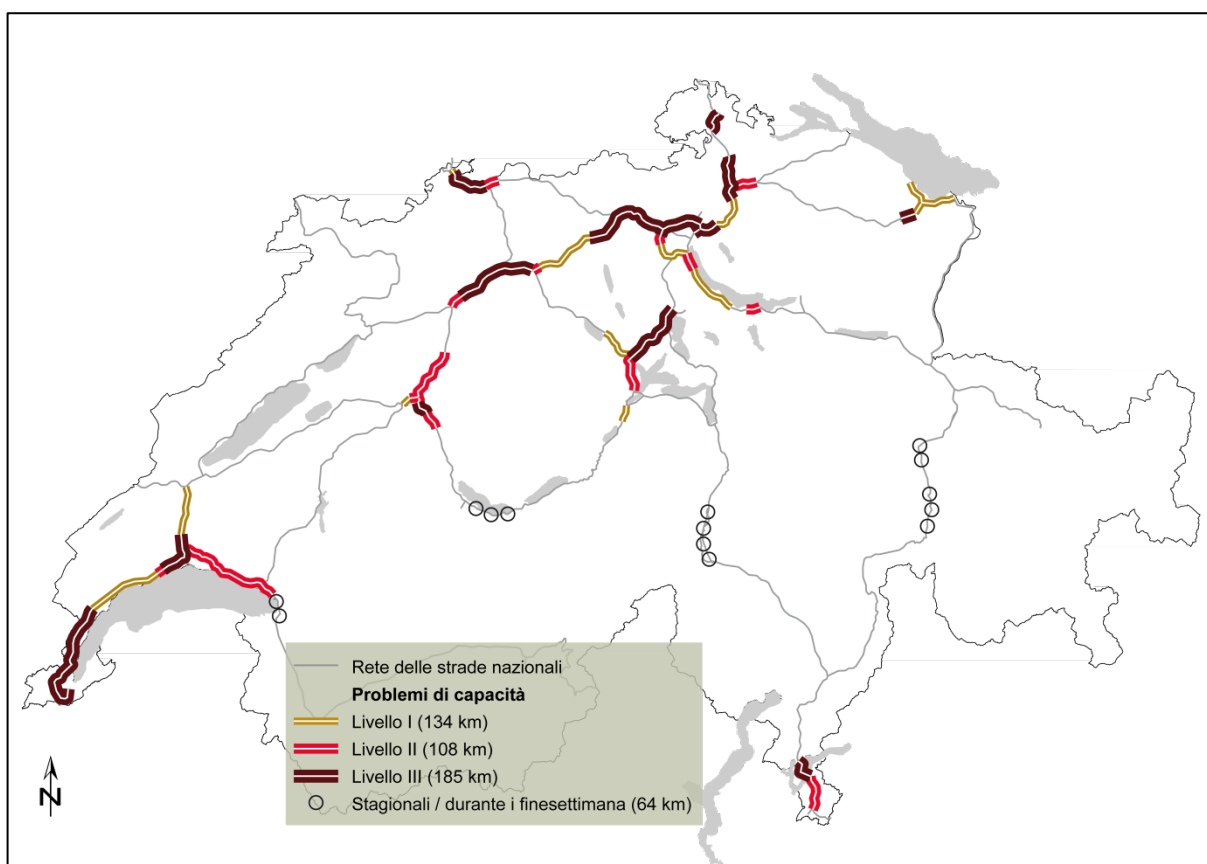 Rete delle strade nazionali
Problemi di capacità
Livello I (134 km)
Livello II (108 km)
Livello III (185 km)
Stagionali / durante i finesettimana (64 km)
N